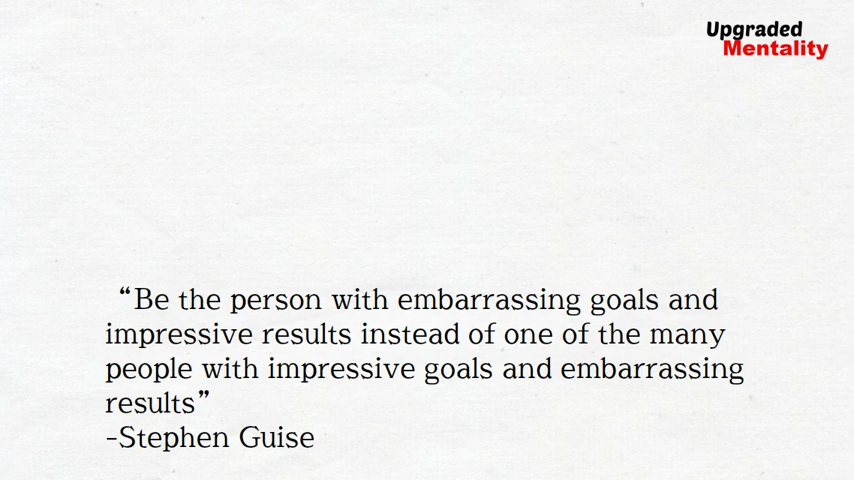 Upgraded
Mentality
“Be the person with embarrassing goals and
impressive results instead of one of the many
people with impressive goals and embarrassing
results”
-Stephen Guise